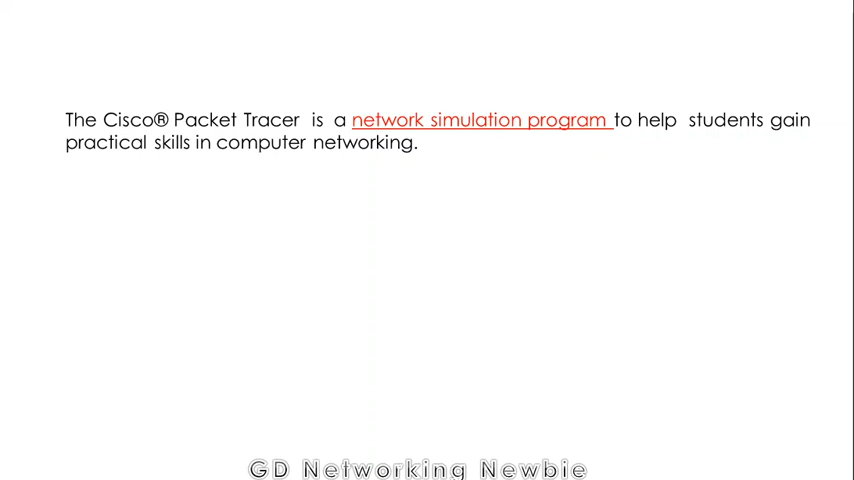 The Cisco® Packet Tracer is a network simulation program to help students gain
practical skills in computer networking.
GD Networking Newbie